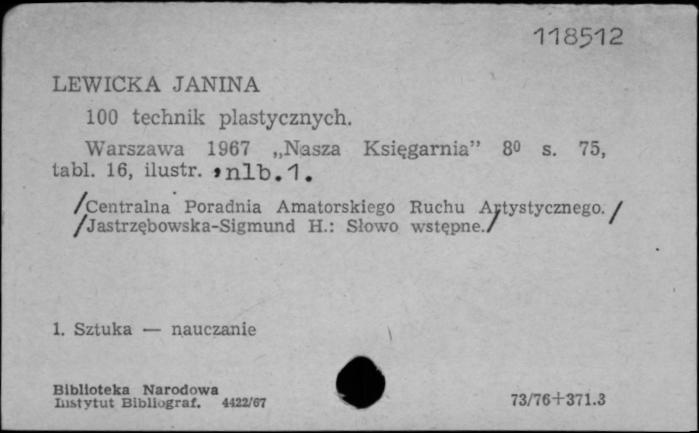 118512
LEWICKA JANINA
100 technik plastycznych.
Warszawa 1967 „Nasza Księgarnia” 8⁰ s. 75,
tabl. 16, ilustr. , nlb. 1.
/Centralna Poradnia Amatorskiego Ruchu Artystycznego./
/Jastrzębowska-Sigmund H.: Słowo wstępne./
1. Sztuka — nauczanie
Biblioteka Narodowa
Instytut Bibliograf. 4422/67
73/76+371.3